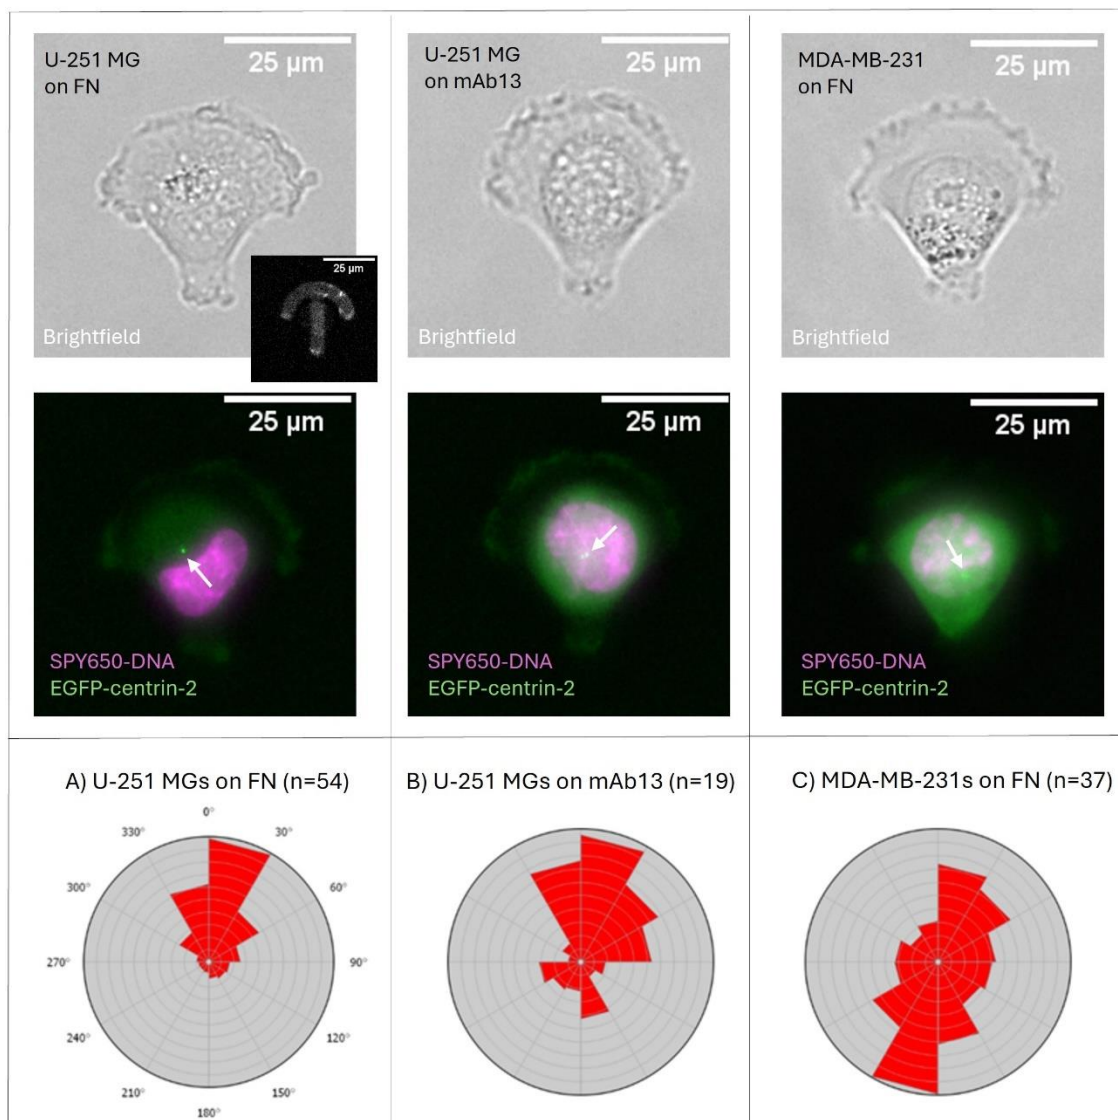 U-251 MG
on FN
25 µm
Brightfield
25 µm
U-251 MG
on mAb13
25 µm
Brightfield
MDA-MB-231
on FN
25 µm
Brightfield
25 µm
SPY650-DNA
EGFP-centrin-2
25 µm
SPY650-DNA
EGFP-centrin-2
25 µm
SPY650-DNA
EGFP-centrin-2
A) U-251 MGs on FN (n=54)
0°
30°
60°
90°
120°
150°
180°
210°
240°
270°
300°
330°
B) U-251 MGs on mAb13 (n=19)
C) MDA-MB-231s on FN (n=37)